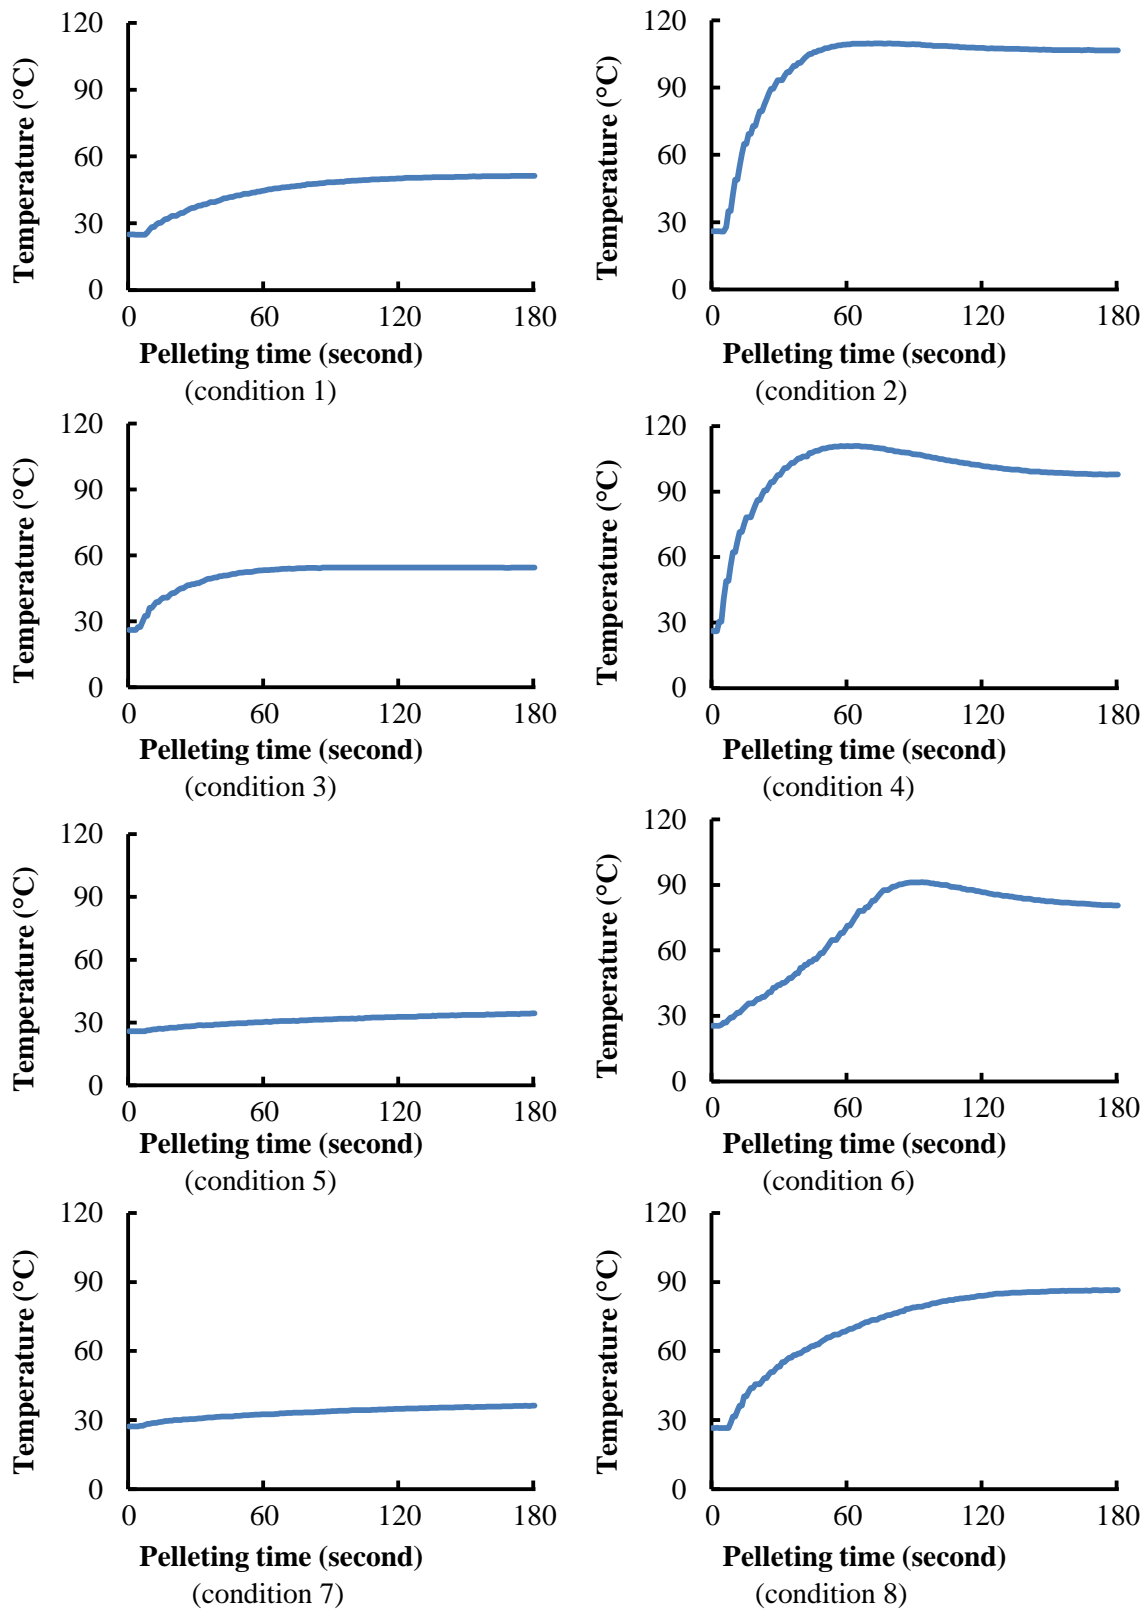 120
90
60
30
0
Temperature (°C)
0 60 120 180
Pelleting time (second)
(condition 1)
120
90
60
30
0
Temperature (°C)
0 60 120 180
Pelleting time (second)
(condition 2)
120
90
60
30
0
Temperature (°C)
0 60 120 180
Pelleting time (second)
(condition 3)
120
90
60
30
0
Temperature (°C)
0 60 120 180
Pelleting time (second)
(condition 4)
120
90
60
30
0
Temperature (°C)
0 60 120 180
Pelleting time (second)
(condition 5)
120
90
60
30
0
Temperature (°C)
0 60 120 180
Pelleting time (second)
(condition 6)
120
90
60
30
0
Temperature (°C)
0 60 120 180
Pelleting time (second)
(condition 7)
120
90
60
30
0
Temperature (°C)
0 60 120 180
Pelleting time (second)
(condition 8)